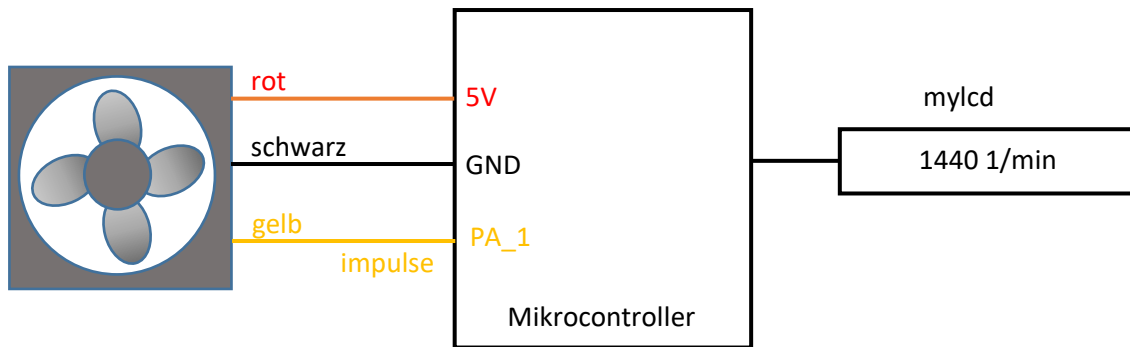 rot
5V
mylcd
schwarz
GND
1440 1/min
gelb
PA_1
impulse
Mikrocontroller